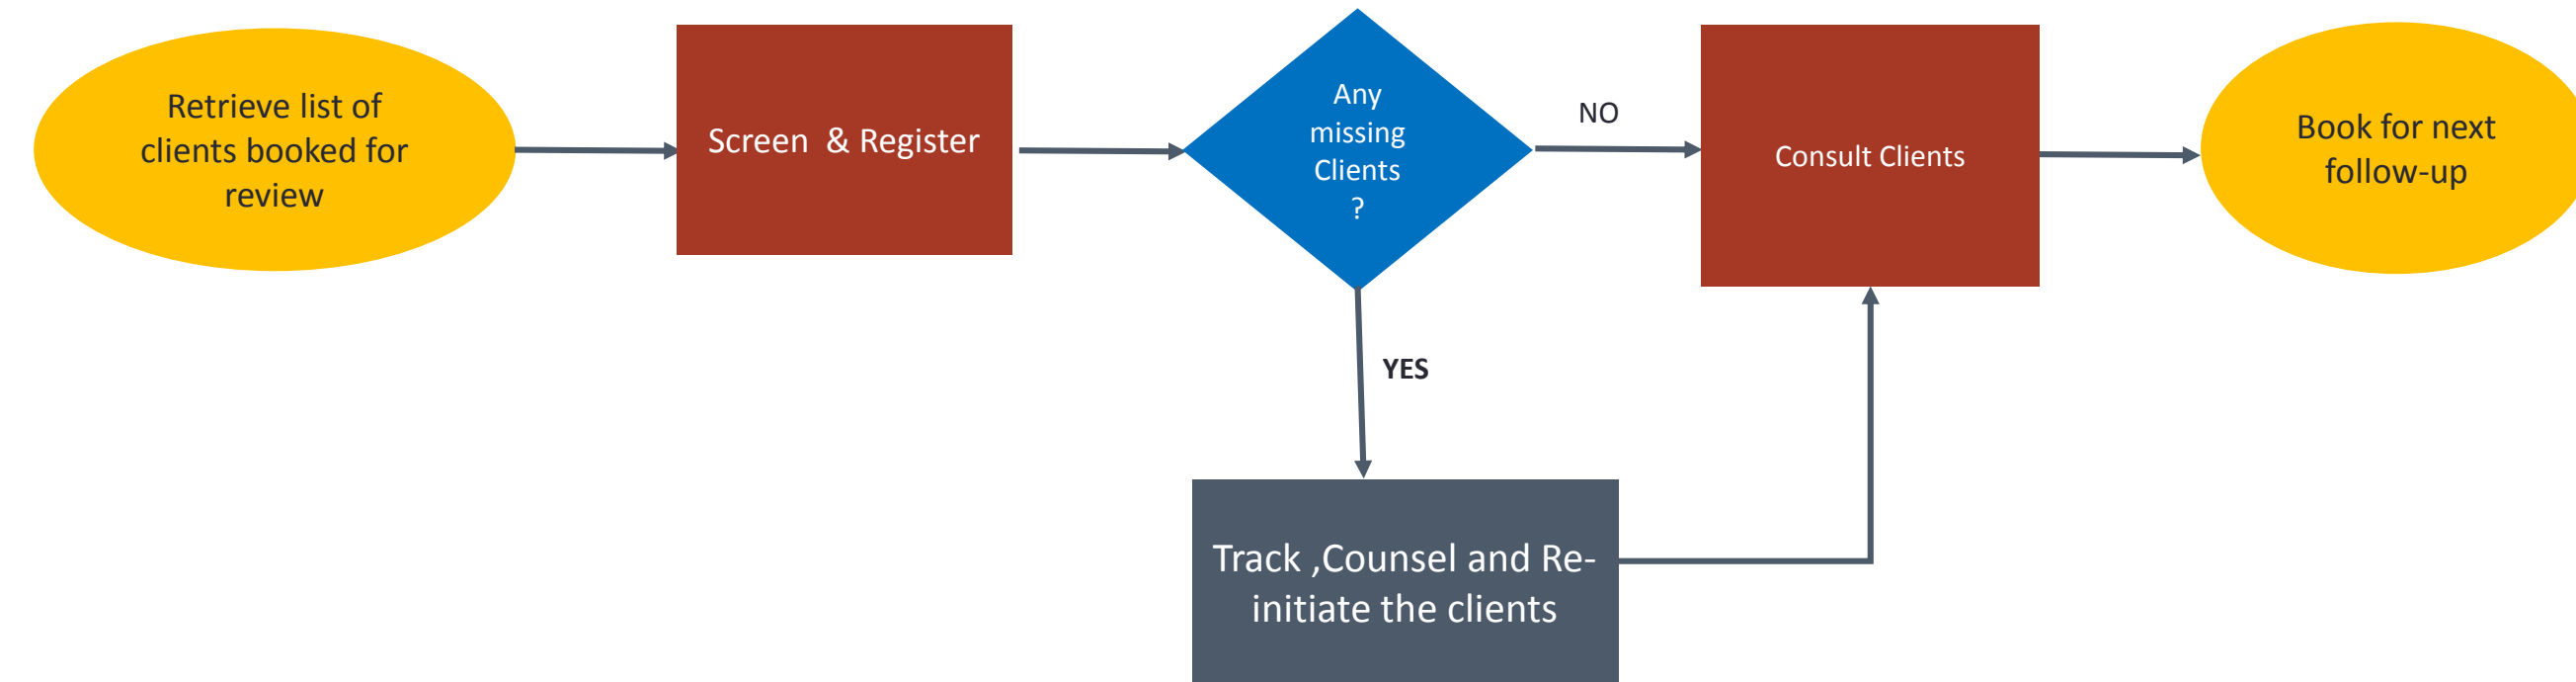 Retrieve list of
clients booked for
review
Screen  & Register
Any
missing
Clients
?
NO
Consult Clients
Book for next
follow-up
YES
Track ,Counsel and Re-
initiate the clients